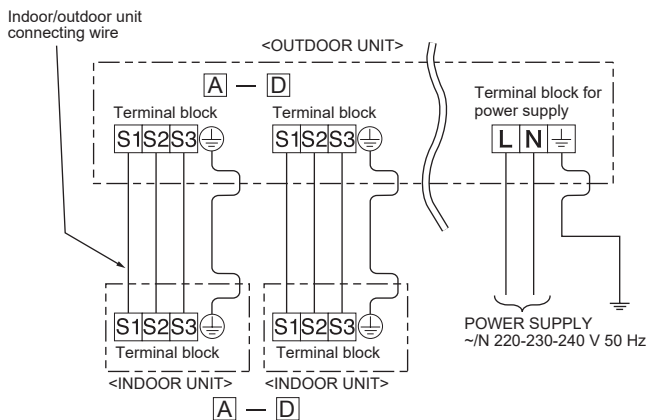 Indoor/outdoor unit
connecting wire
<OUTDOOR UNIT>
A — D
Terminal block
S1 S2 S3
Terminal block
S1 S2 S3
Terminal block for
power supply
L N
S1 S2 S3
Terminal block
<INDOOR UNIT>
S1 S2 S3
Terminal block
<INDOOR UNIT>
A — D
POWER SUPPLY
~/N 220-230-240 V 50 Hz